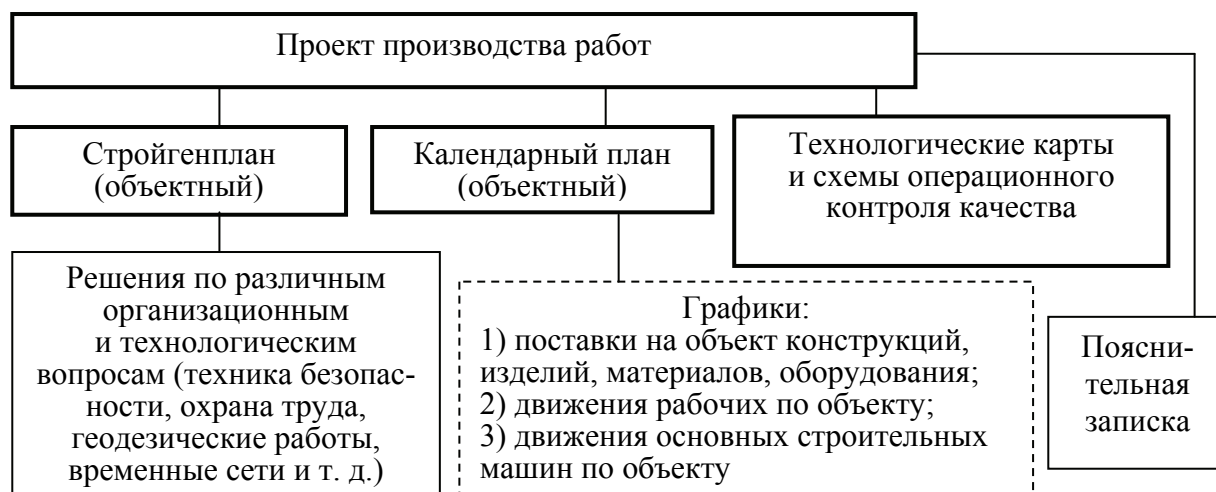 Проект производства работ
Стройгенплан
(объектный)
Календарный план
(объектный)
Технологические карты
и схемы операционного
контроля качества
Решения по различным
организационным
и технологическим
вопросам (техника безопас-
ности, охрана труда,
геодезические работы,
временные сети и т. д.)
Графики:
1) поставки на объект конструкций,
изделий, материалов, оборудования;
2) движения рабочих по объекту;
3) движения основных строительных
машин по объекту
Поясни-
тельная
записка